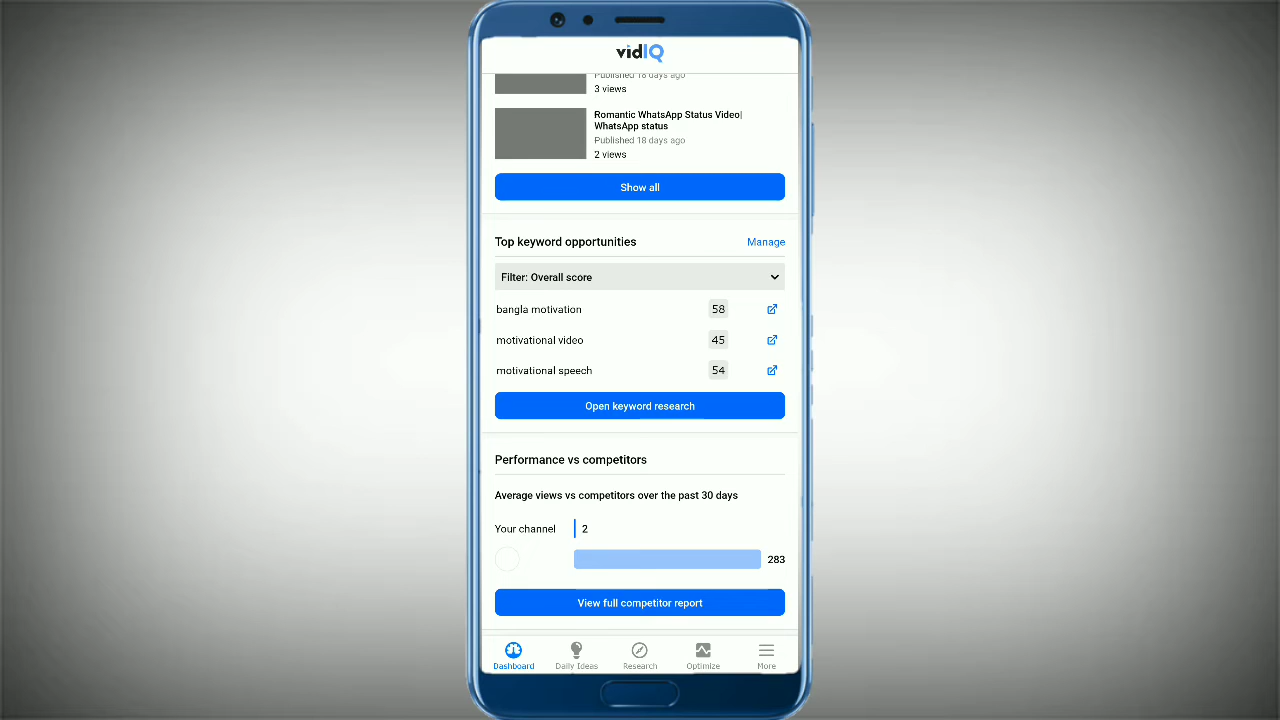 vidIQ
Published 18 days ago
3 views
Romantic WhatsApp Status Video|
WhatsApp status
Published 18 days ago
2 views
Show all
Top keyword opportunities
Manage
Filter: Overall score
bangla motivation 58
motivational video 45
motivational speech 54
Open keyword research
Performance vs competitors
Average views vs competitors over the past 30 days
Your channel 2
283
View full competitor report
Dashboard Daily Ideas Research Optimize More